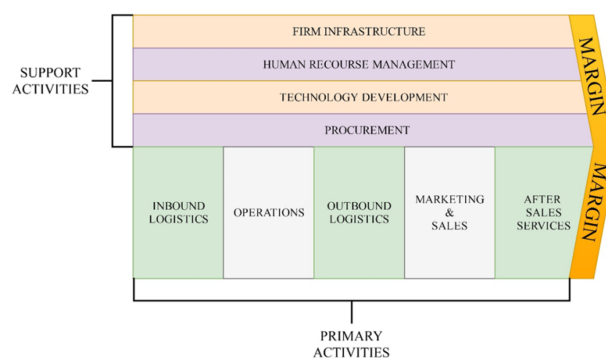 FIRM INFRASTRUCTURE
HUMAN RECOURSE MANAGEMENT
TECHNOLOGY DEVELOPMENT
PROCUREMENT
SUPPORT
ACTIVITIES
MARGIN
MARGIN
INBOUND
LOGISTICS
OPERATIONS
OUTBOUND
LOGISTICS
MARKETING
&
SALES
AFTER
SALES
SERVICES
PRIMARY
ACTIVITIES